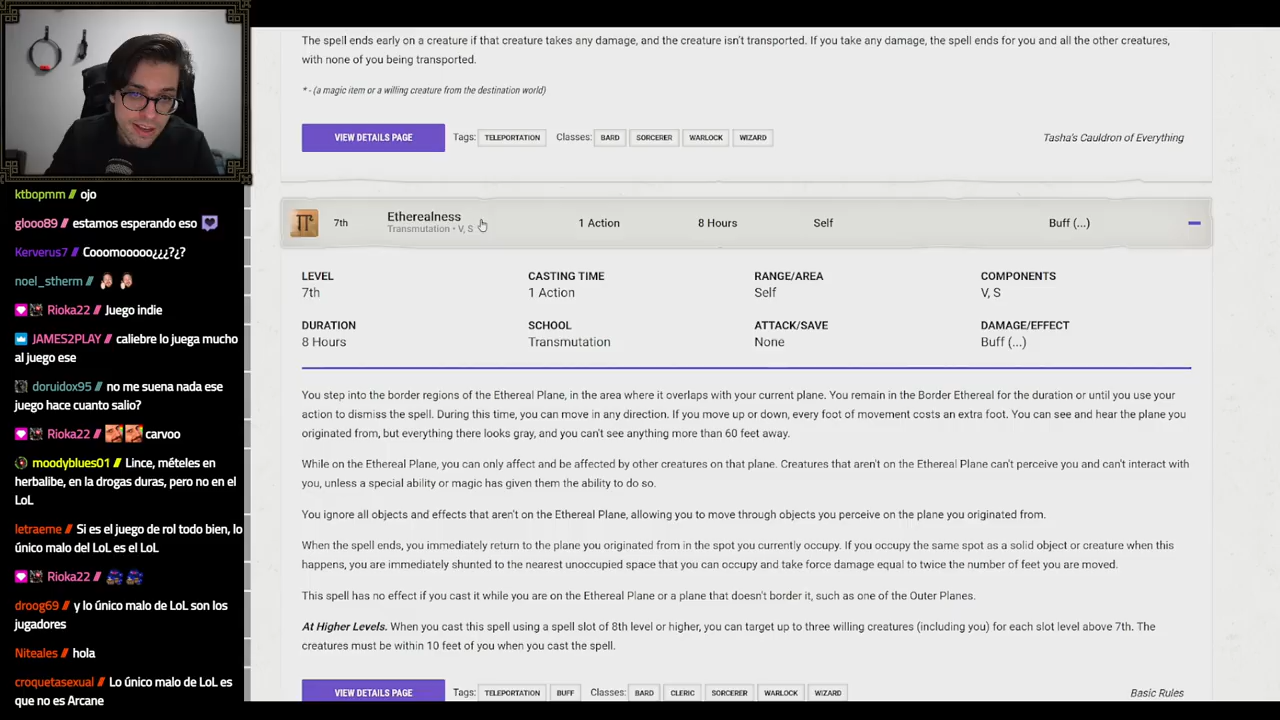 ktbopmm // ojo
glooo89 // estamos esperando eso
Kerverus7 // Cooomooooo¿¿¿?¿?
noel_stherm //
Rioka22 // Juego indie
JAMES2PLAY // caliebre lo juega mucho
al juego ese
doruidox95 // no me suena nada ese
juego hace cuanto salio?
Rioka22 // carvoo
moodyblues01 // Lince, mételes en
herbalibe, en la drogas duras, pero no en el
LoL
letraeme // Si es el juego de rol todo bien, lo
único malo del LoL es el LoL
Rioka22 //
droog69 // y lo único malo de LoL son los
jugadores
Niteales // hola
croquetasexual // Lo único malo de LoL es
que no es Arcane
The spell ends early on a creature if that creature takes any damage, and the creature isn't transported. If you take any damage, the spell ends for you and all the other creatures,
with none of you being transported.
* - (a magic item or a willing creature from the destination world)
VIEW DETAILS PAGE Tags: TELEPORTATION Classes: BARD SORCERER WARLOCK WIZARD Tasha's Cauldron of Everything
7th Etherealness 1 Action 8 Hours Self Buff (...)
Transmutation • V, S
LEVEL CASTING TIME RANGE/AREA COMPONENTS
7th 1 Action Self V, S
DURATION SCHOOL ATTACK/SAVE DAMAGE/EFFECT
8 Hours Transmutation None Buff (...)
You step into the border regions of the Ethereal Plane, in the area where it overlaps with your current plane. You remain in the Border Ethereal for the duration or until you use your
action to dismiss the spell. During this time, you can move in any direction. If you move up or down, every foot of movement costs an extra foot. You can see and hear the plane you
originated from, but everything there looks gray, and you can't see anything more than 60 feet away.
While on the Ethereal Plane, you can only affect and be affected by other creatures on that plane. Creatures that aren't on the Ethereal Plane can't perceive you and can't interact with
you, unless a special ability or magic has given them the ability to do so.
You ignore all objects and effects that aren't on the Ethereal Plane, allowing you to move through objects you perceive on the plane you originated from.
When the spell ends, you immediately return to the plane you originated from in the spot you currently occupy. If you occupy the same spot as a solid object or creature when this
happens, you are immediately shunted to the nearest unoccupied space that you can occupy and take force damage equal to twice the number of feet you are moved.
This spell has no effect if you cast it while you are on the Ethereal Plane or a plane that doesn't border it, such as one of the Outer Planes.
At Higher Levels. When you cast this spell using a spell slot of 8th level or higher, you can target up to three willing creatures (including you) for each slot level above 7th. The
creatures must be within 10 feet of you when you cast the spell.
VIEW DETAILS PAGE Tags: TELEPORTATION BUFF Classes: BARD CLERIC SORCERER WARLOCK WIZARD Basic Rules